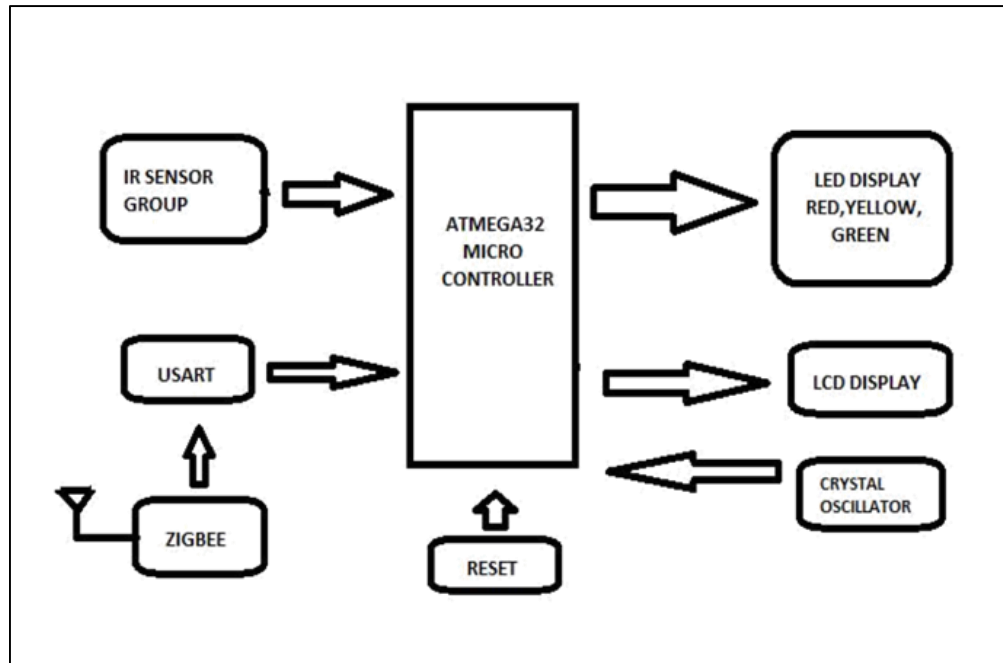 IR SENSOR
GROUP
ATMEGA32
MICRO
CONTROLLER
LED DISPLAY
RED,YELLOW,
GREEN
USART
LCD DISPLAY
CRYSTAL
OSCILLATOR
ZIGBEE
RESET